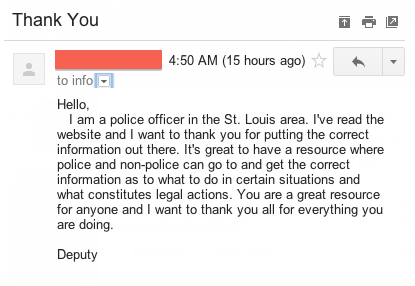 Thank You
4:50 AM (15 hours ago)
to info
Hello,
I am a police officer in the St. Louis area. I've read the
website and I want to thank you for putting the correct
information out there. It's great to have a resource where
police and non-police can go to and get the correct
information as to what to do in certain situations and
what constitutes legal actions. You are a great resource
for anyone and I want to thank you all for everything you
are doing.
Deputy